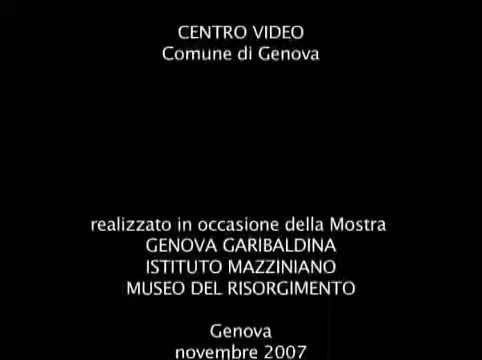 CENTRO VIDEO
Comune di Genova
realizzato in occasione della Mostra
GENOVA GARIBALDINA
ISTITUTO MAZZINIANO
MUSEO DEL RISORGIMENTO
Genova
novembre 2007